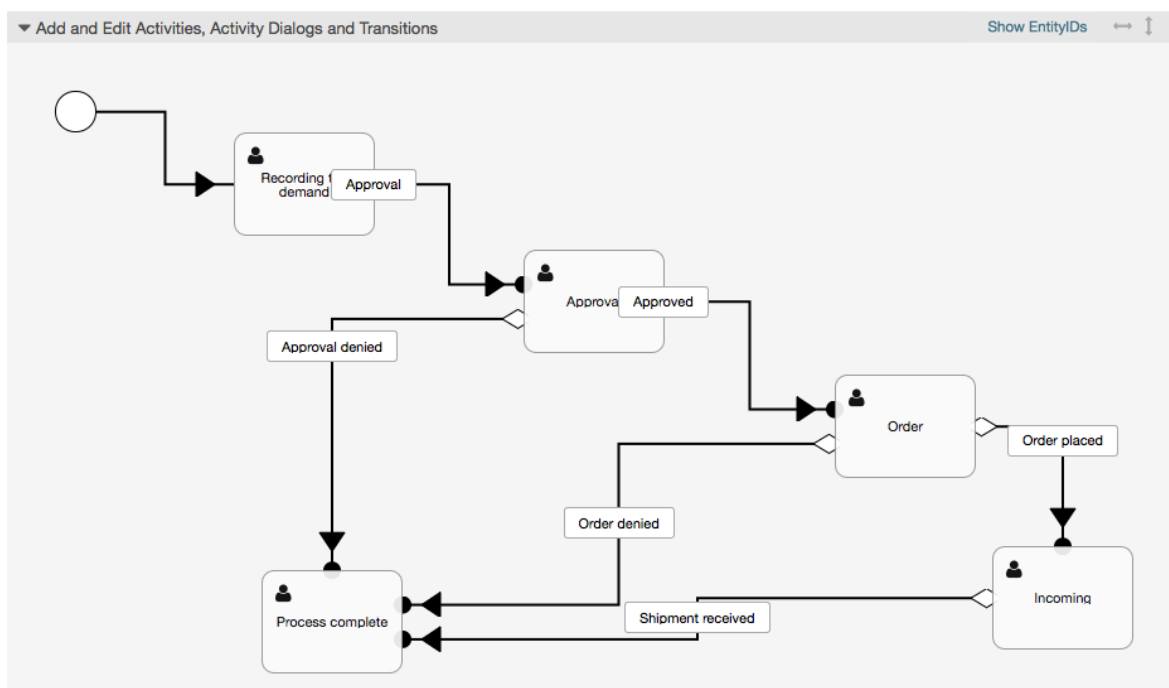 Add and Edit Activities, Activity Dialogs and Transitions
Show EntityIDs
Recording
demand
Approval
Approved
Approval denied
Order
Order placed
Order denied
Incoming
Shipment received
Process complete